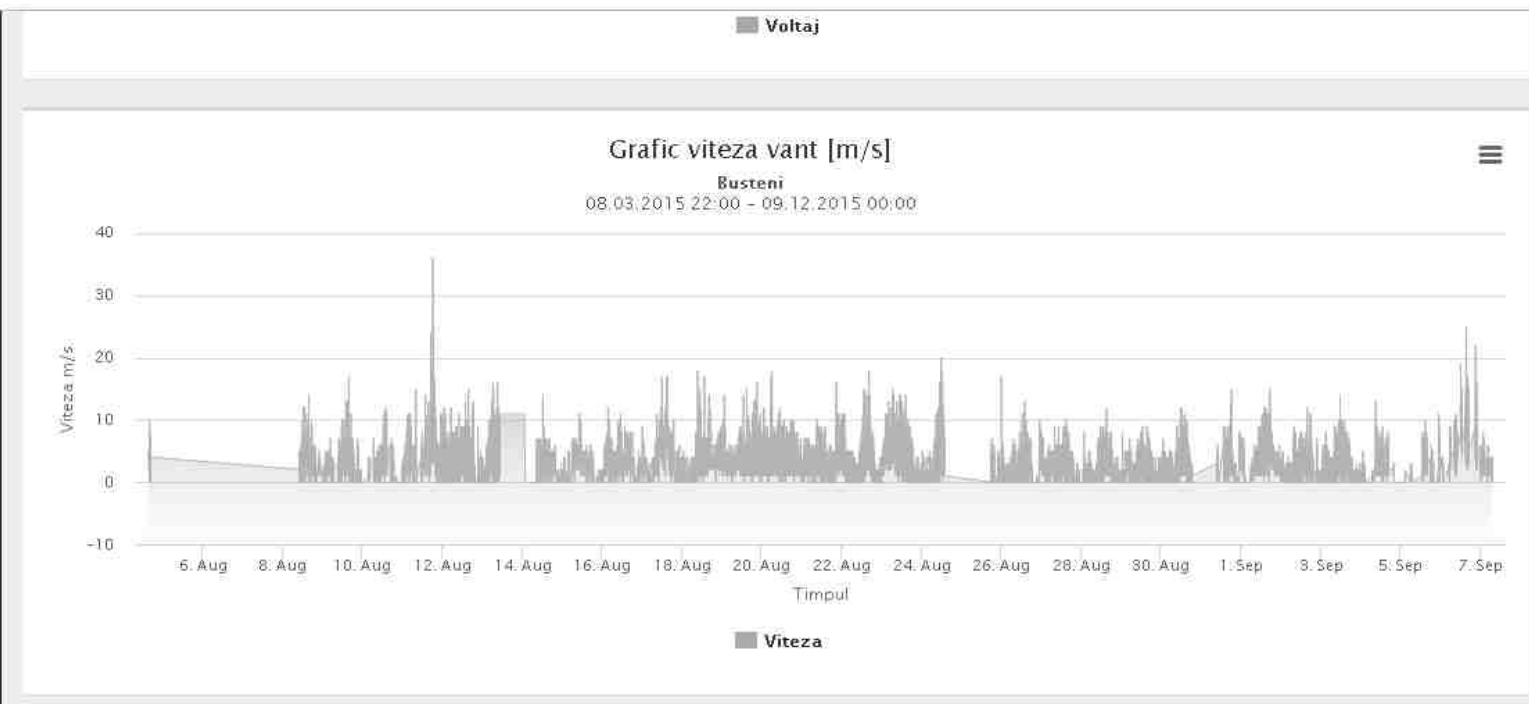 Voltaj
Grafic viteza vant [m/s]
Busteni
08.03.2015 22:00 - 09.12.2015 00:00
40
30
20
10
0
-10
Viteza m/s
6. Aug 8. Aug 10. Aug 12. Aug 14. Aug 16. Aug 18. Aug 20. Aug 22. Aug 24. Aug 26. Aug 28. Aug 30. Aug 1. Sep 3. Sep 5. Sep 7. Sep
Timpul
Viteza